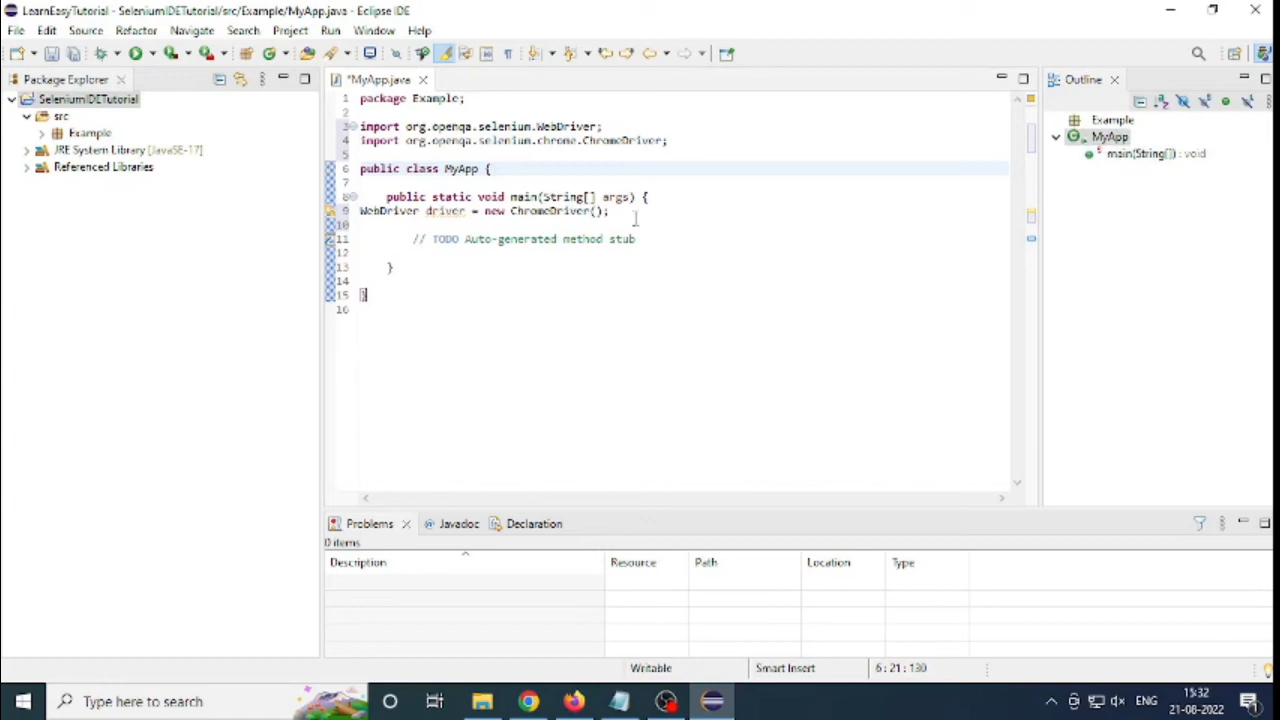 LearnEasyTutorial - SeleniumIDETutorial/src/Example/MyApp.java - Eclipse IDE
File Edit Source Refactor Navigate Search Project Run Window Help
Package Explorer
SeleniumIDETutorial
src
Example
JRE System Library [JavaSE-17]
Referenced Libraries
*MyApp.java
1 package Example;
2
3 import org.openqa.selenium.WebDriver;
4 import org.openqa.selenium.chrome.ChromeDriver;
5
6 public class MyApp {
7
8 public static void main(String[] args) {
9 WebDriver driver = new ChromeDriver();
10
11 // TODO Auto-generated method stub
12
13 }
14
15 }
16
Outline
Example
MyApp
main(String[]) : void
Problems Javadoc Declaration
0 items
Description Resource Path Location Type
Writable Smart Insert 6 : 21 : 130
Type here to search
ENG
15:32
21-08-2022
1